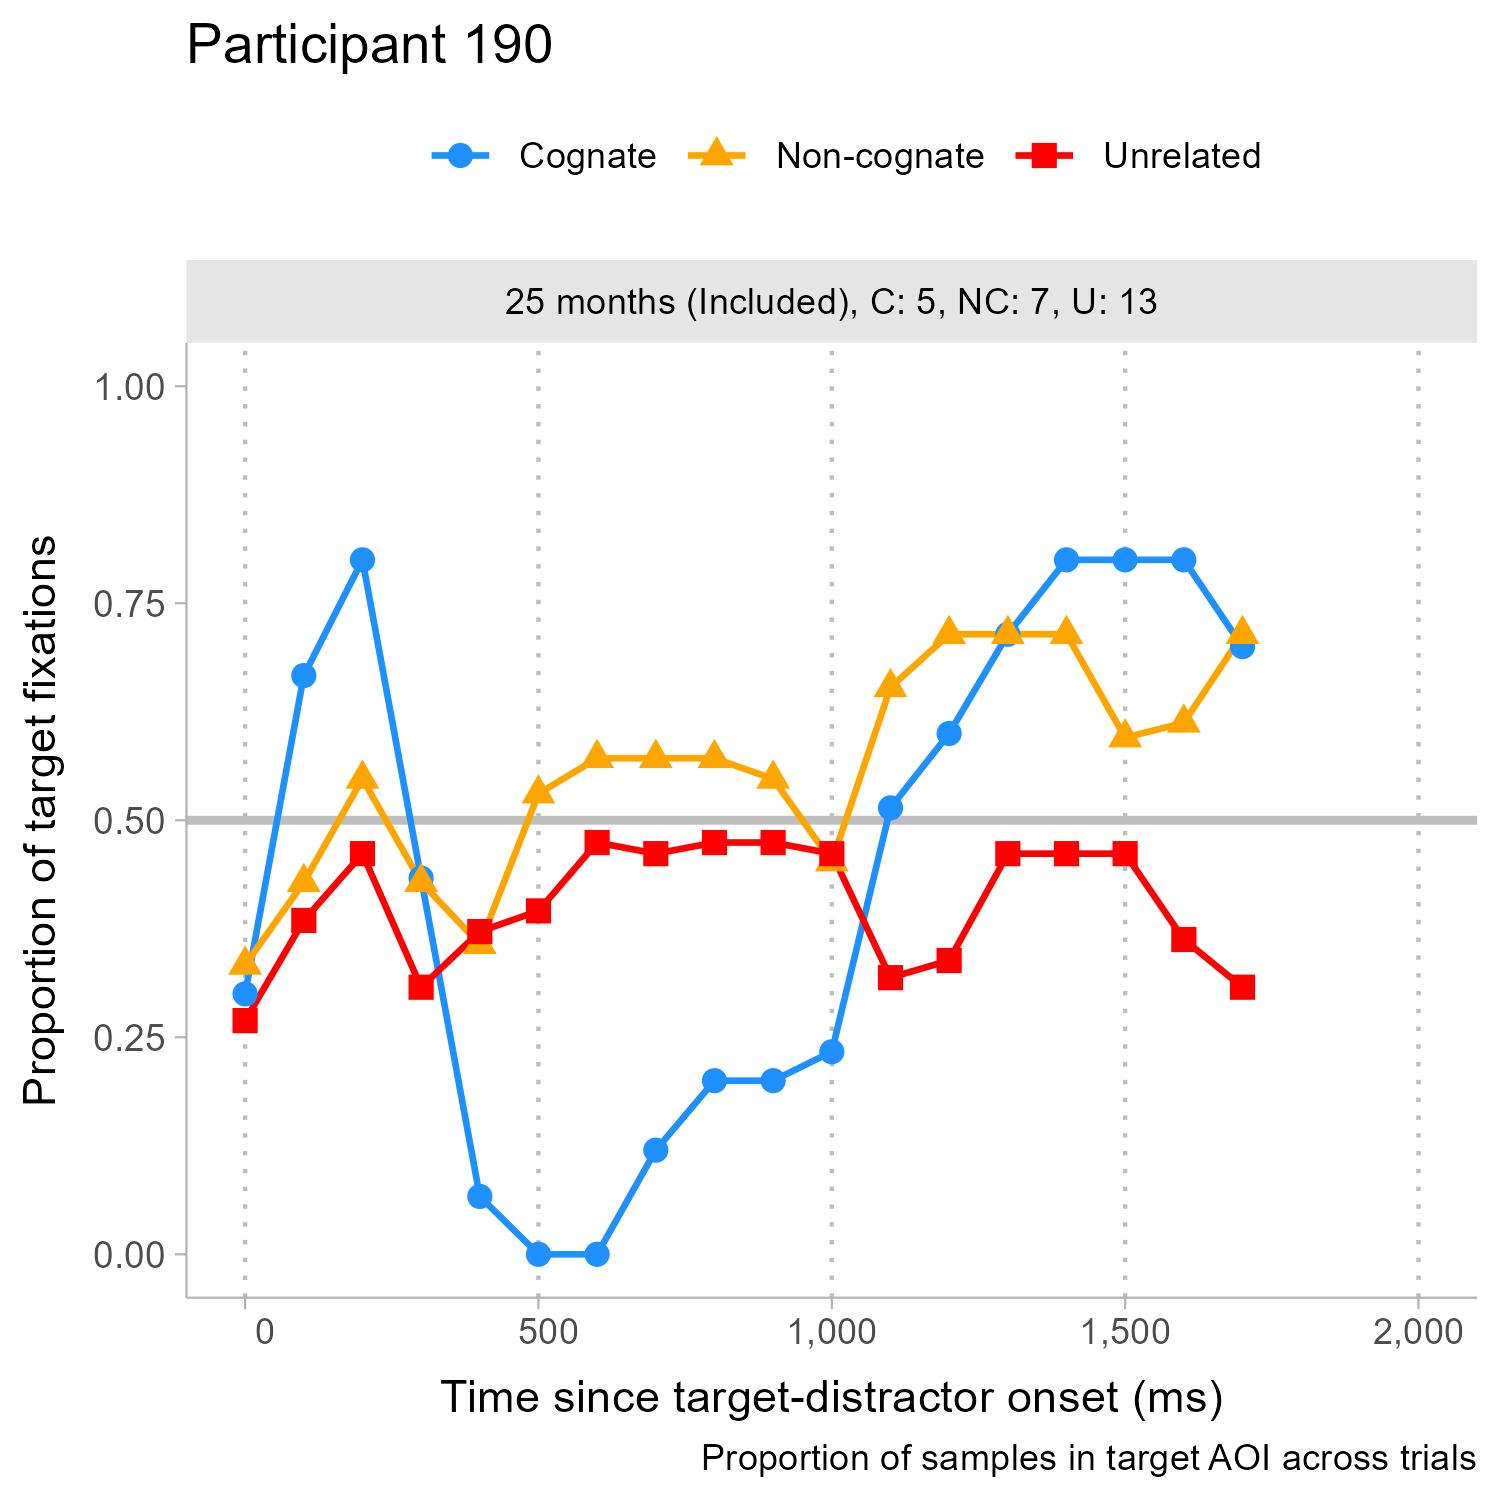 Participant 190
Cognate Non-cognate Unrelated
25 months (Included), C: 5, NC: 7, U: 13
1.00
0.75
0.50
0.25
0.00
Proportion of target fixations
0 500 1,000 1,500 2,000
Time since target-distractor onset (ms)
Proportion of samples in target AOI across trials